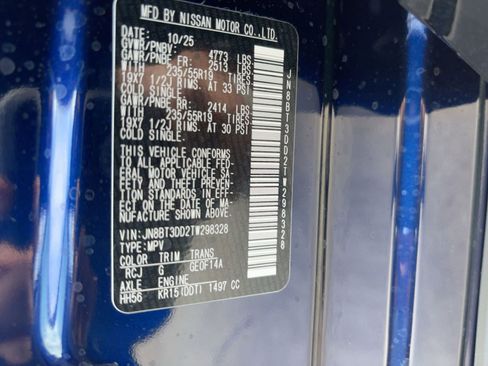 MFD BY NISSAN MOTOR CO.,LTD.
DATE: 10/25
GVWR/PNBV: 4773 LBS
GAWR/PNBE FR: 2513 LBS
WITH 235/55R19 TIRES.
19X7 1/2J RIMS. AT 33 PSI
COLD SINGLE.
GAWR/PNBE RR: 2414 LBS
WITH 235/55R19 TIRES.
19X7 1/2J RIMS. AT 30 PSI
COLD SINGLE.
THIS VEHICLE CONFORMS
TO ALL APPLICABLE FED-
ERAL MOTOR VEHICLE SA-
FETY AND THEFT PREVEN-
TION STANDARDS IN EFF-
ECT ON THE DATE OF MA-
NUFACTURE SHOWN ABOVE.
VIN: JN8BT3DD2TW298328
TYPE: MPV
COLOR TRIM TRANS
RCJ G GE0F14A
AXLE ENGINE
HH56 KR15(DDT) 1497 CC
JN8BT3DD2TW298328